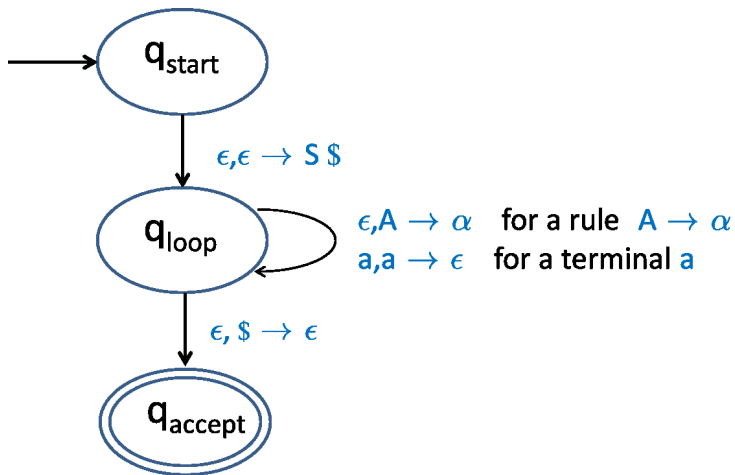 qstart
ϵ,ϵ → S $
qloop
ϵ,A → α for a rule A → α
a,a → ϵ for a terminal a
ϵ, $ → ϵ
qaccept